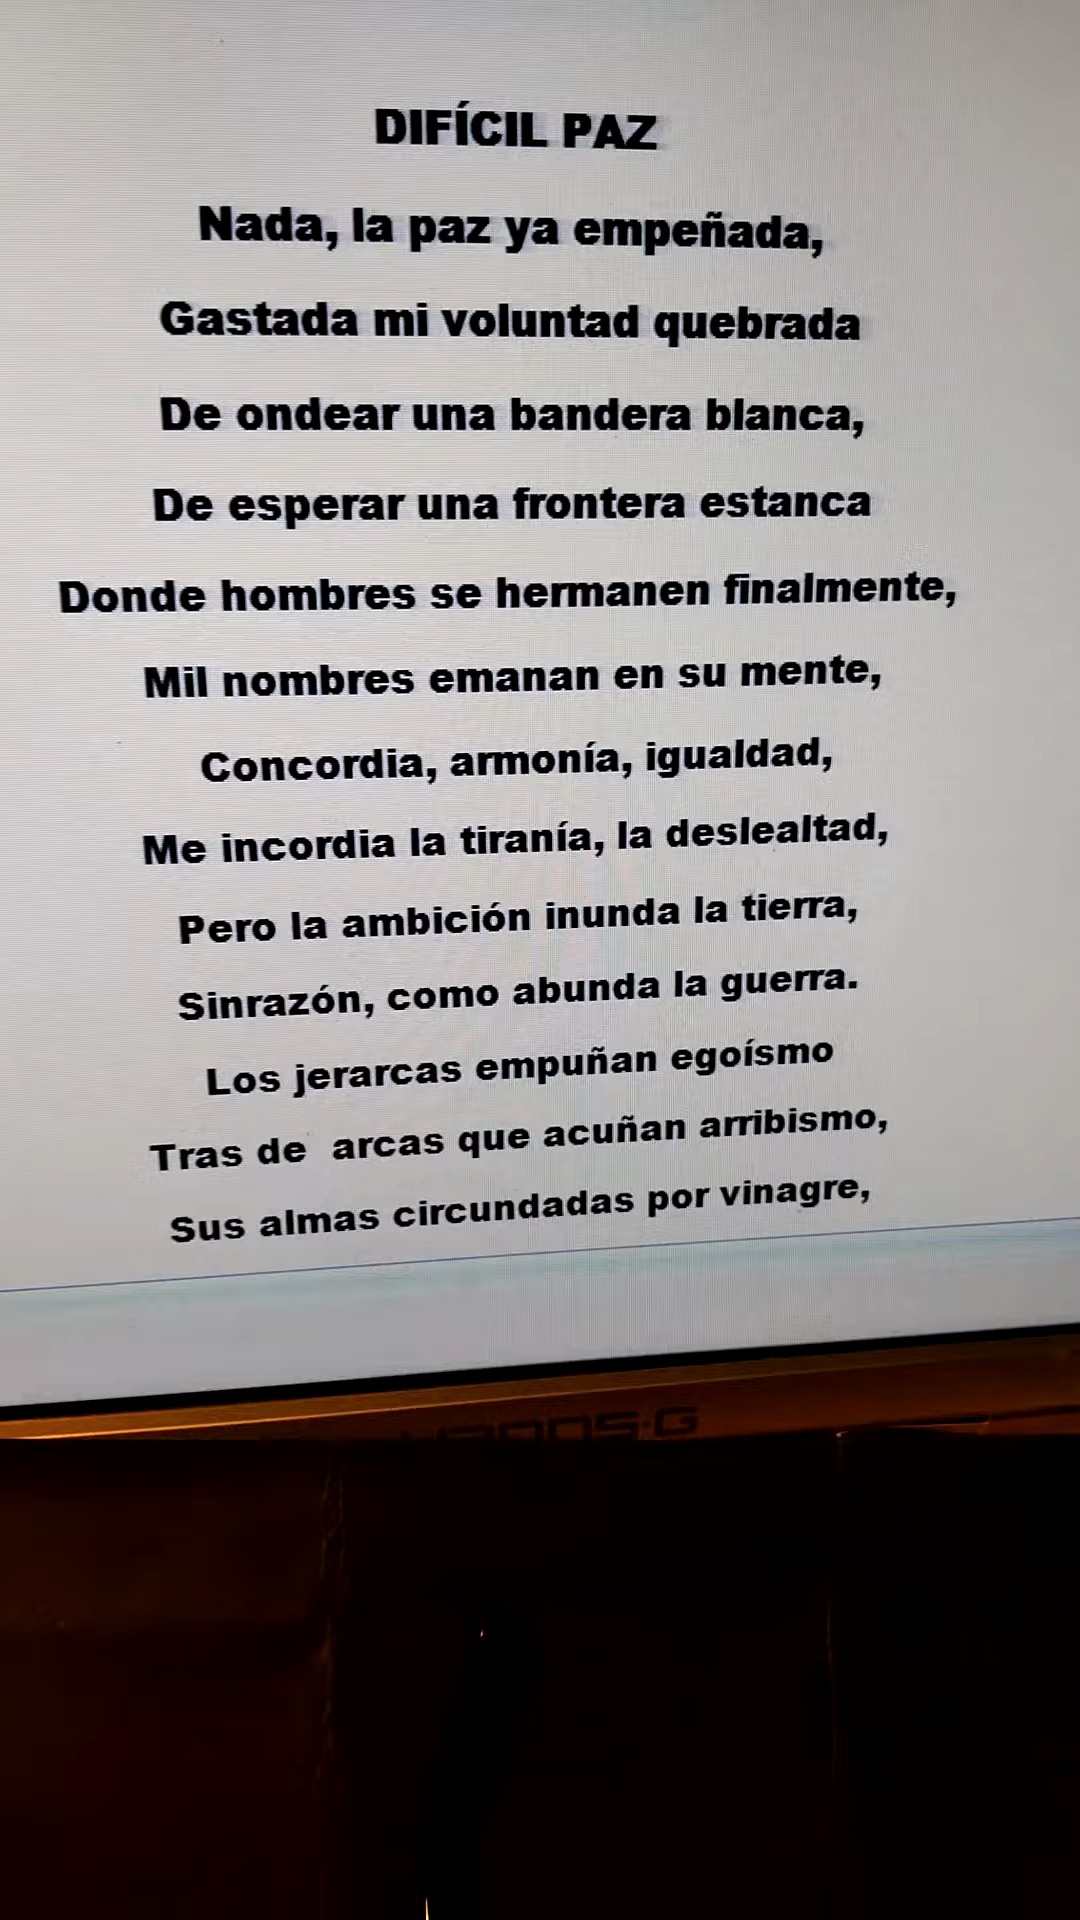 DIFÍCIL PAZ
Nada, la paz ya empeñada,
Gastada mi voluntad quebrada
De ondear una bandera blanca,
De esperar una frontera estanca
Donde hombres se hermanen finalmente,
Mil nombres emanan en su mente,
Concordia, armonía, igualdad,
Me incordia la tiranía, la deslealtad,
Pero la ambición inunda la tierra,
Sinrazón, como abunda la guerra.
Los jerarcas empuñan egoísmo
Tras de arcas que acuñan arribismo,
Sus almas circundadas por vinagre,